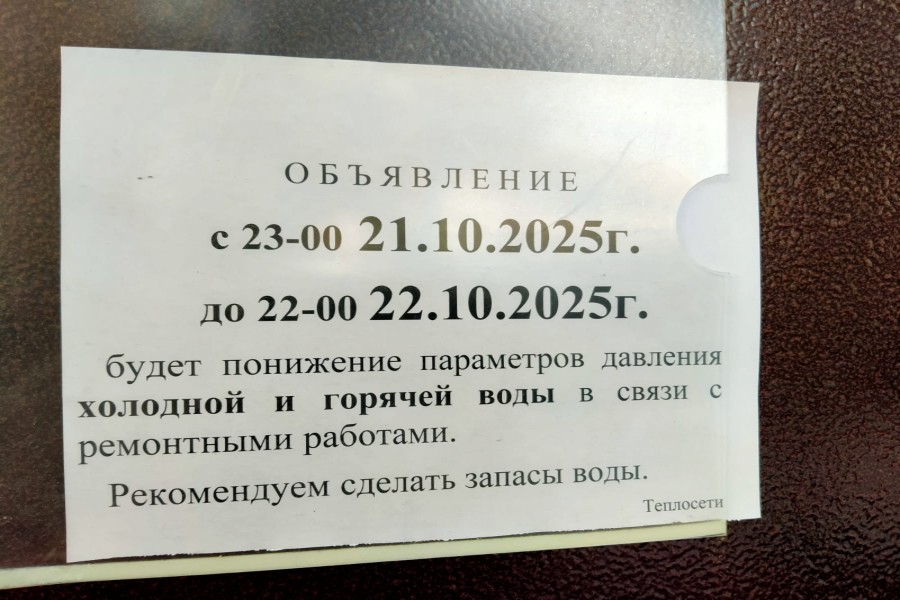 ОБЪЯВЛЕНИЕ
с 23-00 21.10.2025г.
до 22-00 22.10.2025г.
будет понижение параметров давления
холодной и горячей воды в связи с
ремонтными работами.
Рекомендуем сделать запасы воды.
Теплосети